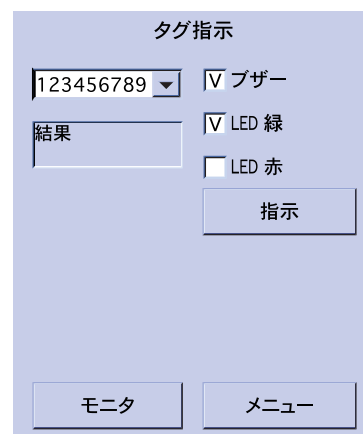 タグ指示
123456789
V ブザー
結果
V LED 緑
LED 赤
指示
モニタ
メニュー